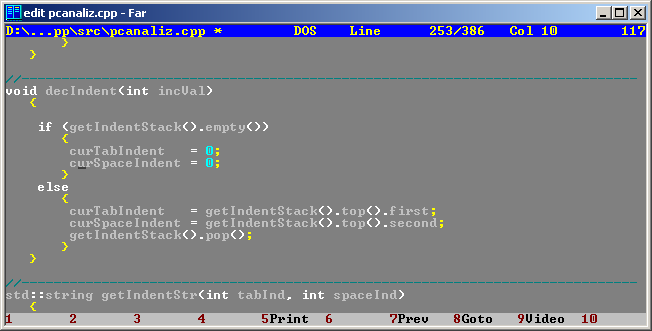 edit pcanaliz.cpp - Far
D:\...pp\src\pcanaliz.cpp * DOS Line 253/386 Col 10 117
}
}
//
void decIndent(int incVal)
{
if (getIndentStack().empty())
{
curTabIndent = 0;
curSpaceIndent = 0;
}
else
{
curTabIndent = getIndentStack().top().first;
curSpaceIndent = getIndentStack().top().second;
getIndentStack().pop();
}
}
//
std::string getIndentStr(int tabInd, int spaceInd)
{
1 2 3 4 5Print 6 7Prev 8Goto 9Video 10